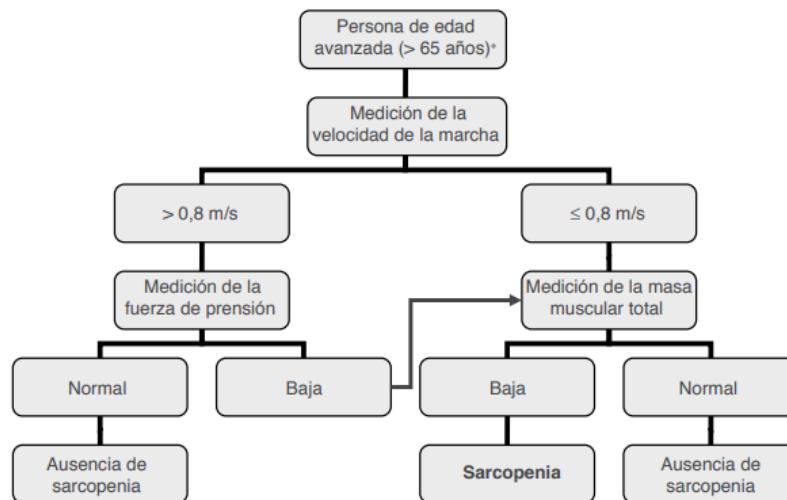 Persona de edad
avanzada (> 65 años)*
Medición de la
velocidad de la marcha
> 0,8 m/s
≤ 0,8 m/s
Medición de la
fuerza de prensión
Medición de la masa
muscular total
Normal
Baja
Baja
Normal
Ausencia de
sarcopenia
Sarcopenia
Ausencia de
sarcopenia